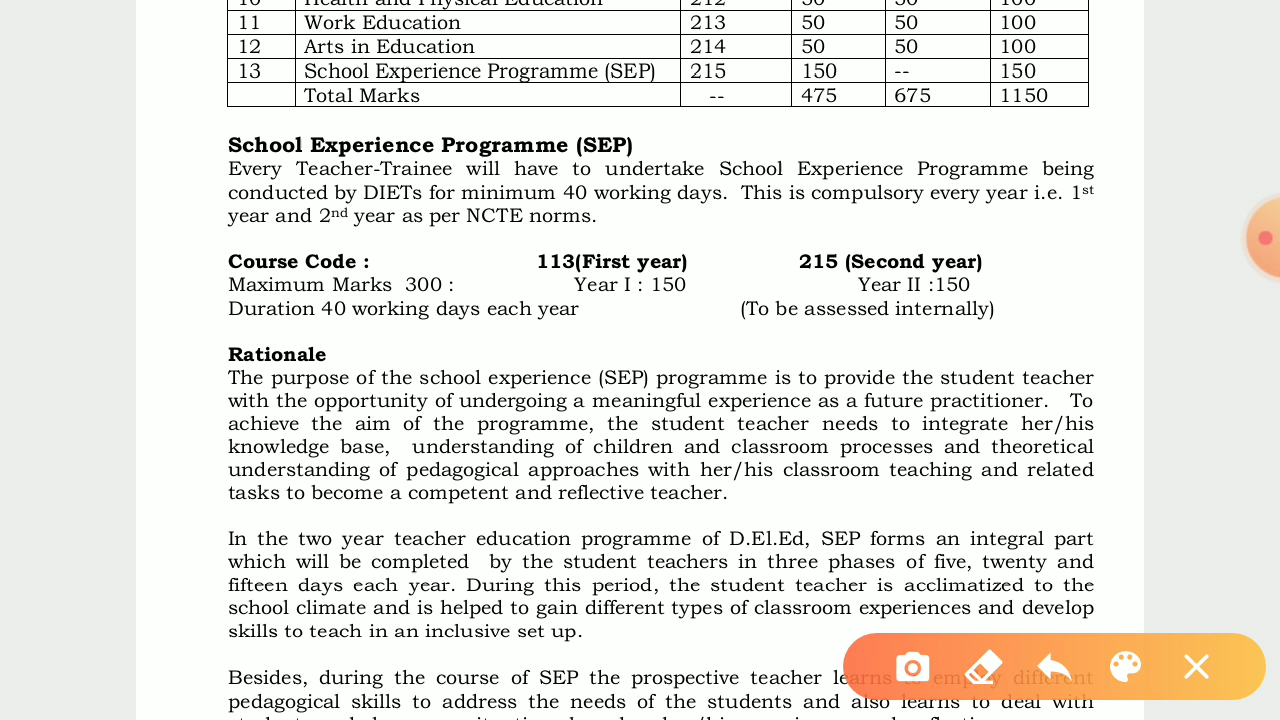 10 Health and Physical Education 212 50 50 100
11 Work Education 213 50 50 100
12 Arts in Education 214 50 50 100
13 School Experience Programme (SEP) 215 150 -- 150
Total Marks -- 475 675 1150
School Experience Programme (SEP)
Every Teacher-Trainee will have to undertake School Experience Programme being
conducted by DIETs for minimum 40 working days. This is compulsory every year i.e. 1st
year and 2nd year as per NCTE norms.
Course Code : 113(First year) 215 (Second year)
Maximum Marks 300 : Year I : 150 Year II :150
Duration 40 working days each year (To be assessed internally)
Rationale
The purpose of the school experience (SEP) programme is to provide the student teacher
with the opportunity of undergoing a meaningful experience as a future practitioner. To
achieve the aim of the programme, the student teacher needs to integrate her/his
knowledge base, understanding of children and classroom processes and theoretical
understanding of pedagogical approaches with her/his classroom teaching and related
tasks to become a competent and reflective teacher.
In the two year teacher education programme of D.El.Ed, SEP forms an integral part
which will be completed by the student teachers in three phases of five, twenty and
fifteen days each year. During this period, the student teacher is acclimatized to the
school climate and is helped to gain different types of classroom experiences and develop
skills to teach in an inclusive set up.
Besides, during the course of SEP the prospective teacher learns to employ different
pedagogical skills to address the needs of the students and also learns to deal with